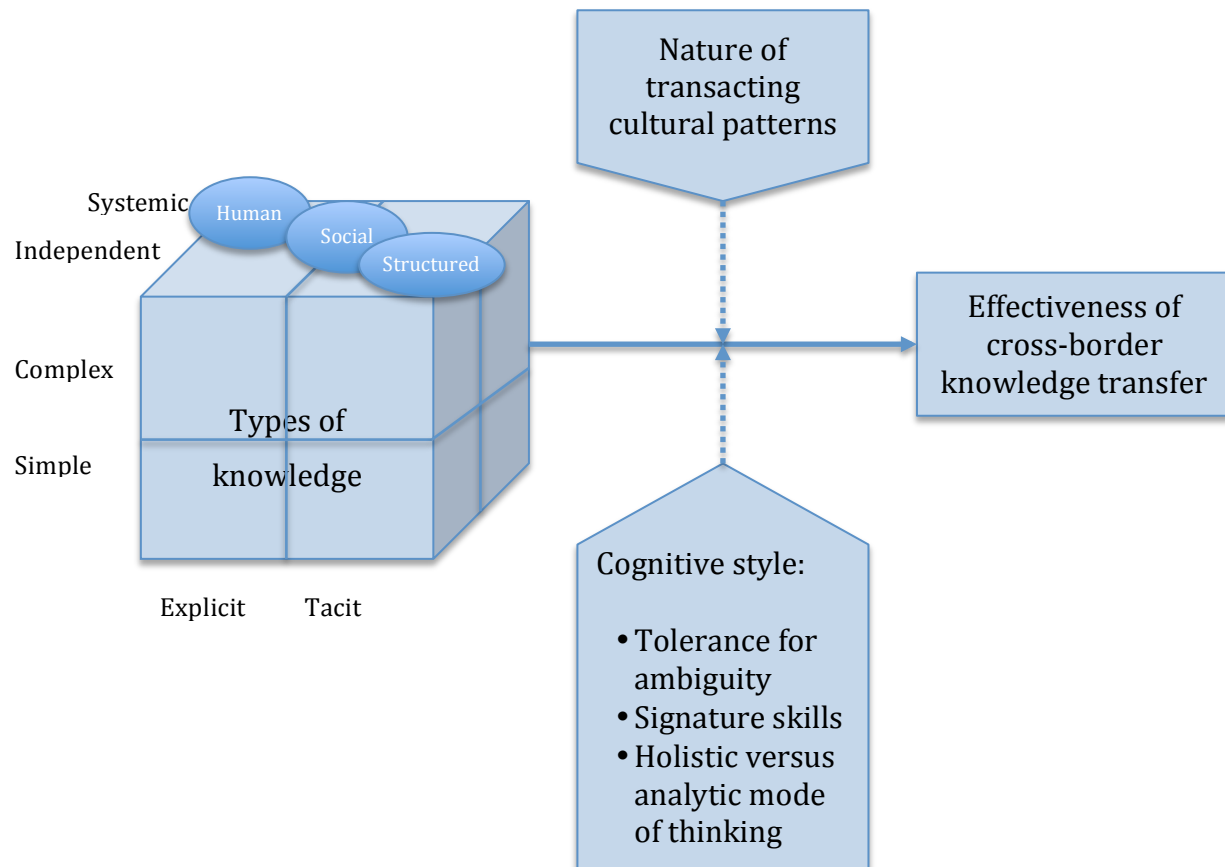 Nature of
transacting
cultural patterns
Systemic
Human
Social
Independent
Structured
Effectiveness of
cross-border
knowledge transfer
Complex
Types of
knowledge
Simple
Explicit
Tacit
Cognitive style:
• Tolerance for
ambiguity
• Signature skills
• Holistic versus
analytic mode
of thinking